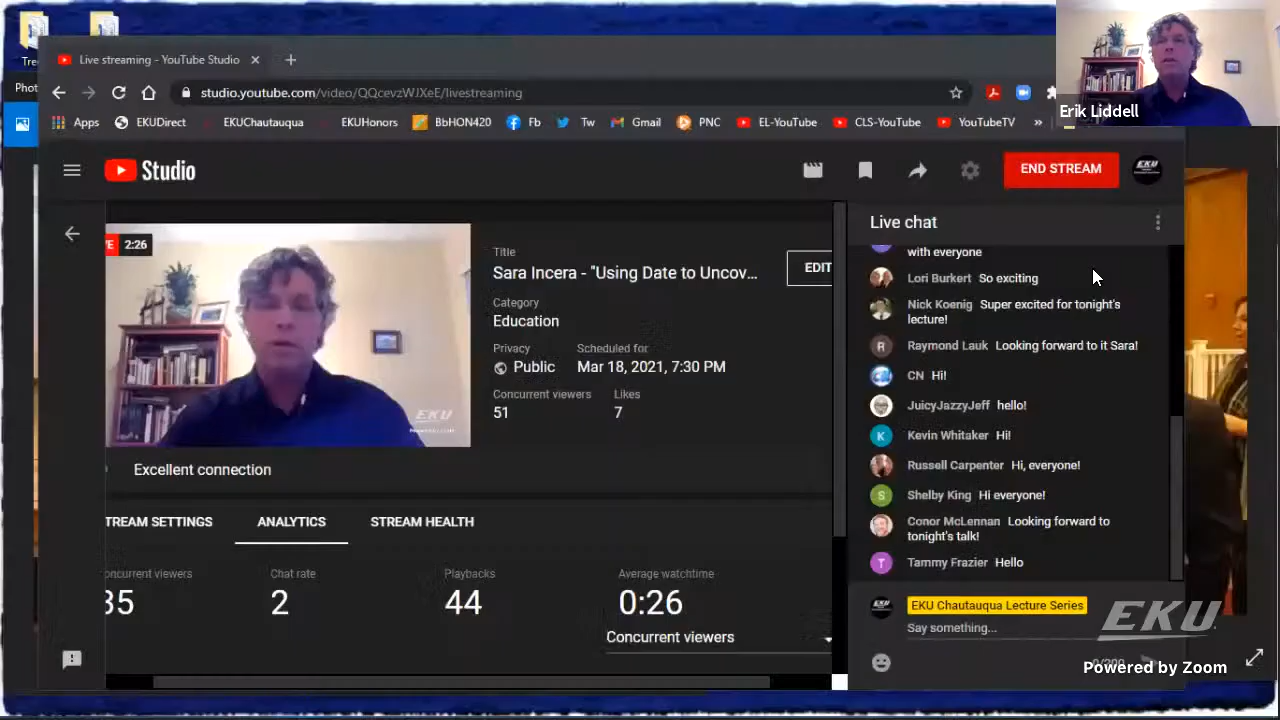 Tre
Phot
Live streaming - YouTube Studio
studio.youtube.com/video/QQcevzWJXeE/livestreaming
Erik Liddell
Apps EKUDirect EKUChautauqua EKUHonors BbHON420 Fb Tw Gmail PNC EL-YouTube CLS-YouTube YouTubeTV »
Studio
END STREAM
EKU
E 2:26
EKU
Title
Sara Incera - "Using Date to Uncov...
EDIT
Category
Education
Privacy
Public
Scheduled for
Mar 18, 2021, 7:30 PM
Concurrent viewers
51
Likes
7
Excellent connection
TREAM SETTINGS
ANALYTICS
STREAM HEALTH
oncurrent viewers
35
Chat rate
2
Playbacks
44
Average watchtime
0:26
Concurrent viewers
Live chat
with everyone
Lori Burkert So exciting
Nick Koenig Super excited for tonight's
lecture!
R Raymond Lauk Looking forward to it Sara!
CN Hi!
JuicyJazzyJeff hello!
K Kevin Whitaker Hi!
Russell Carpenter Hi, everyone!
S Shelby King Hi everyone!
Conor McLennan Looking forward to
tonight's talk!
T Tammy Frazier Hello
EKU
EKU Chautauqua Lecture Series
Say something...
0/200
EKU
Powered by Zoom